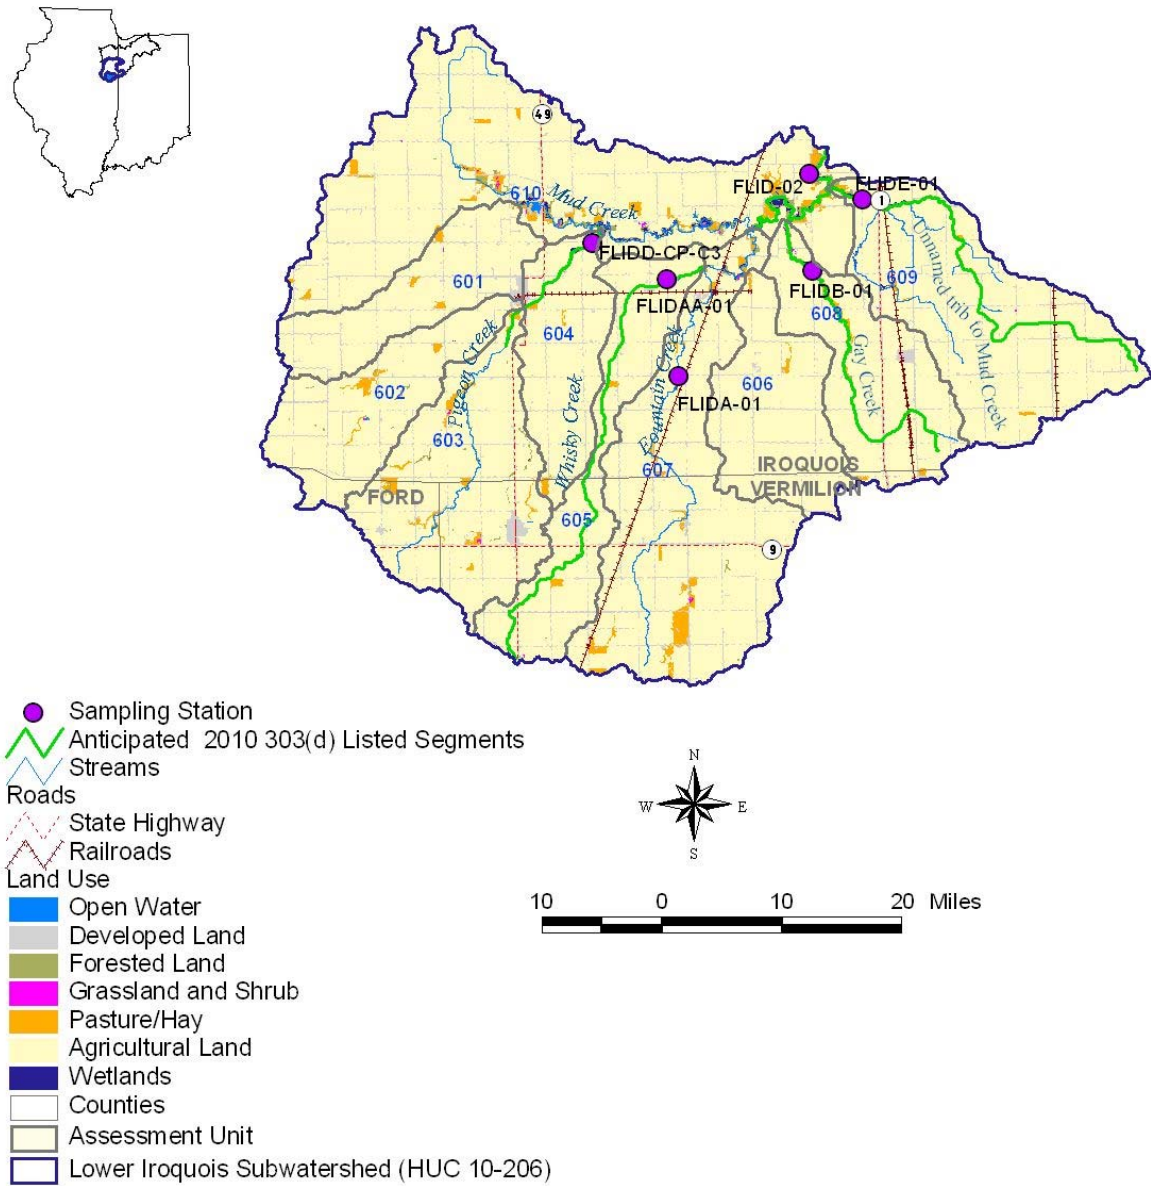 49
FLID-02
FLIDE-01
1
610
Mud Creek
FLIDD-CP-C3
601
FLIDAA-01
FLIDB-01
609
Unnamed trib to Mud Creek
604
608
602
Pigeon Creek
603
Whisky Creek
Fountain Creek
FLIDA-01
606
Gay Creek
607
IROQUOIS
VERMILION
FORD
605
9
Sampling Station
Anticipated 2010 303(d) Listed Segments
Streams
Roads
State Highway
Railroads
Land Use
Open Water
Developed Land
Forested Land
Grassland and Shrub
Pasture/Hay
Agricultural Land
Wetlands
Counties
Assessment Unit
Lower Iroquois Subwatershed (HUC 10-206)
N
W E
S
10 0 10 20 Miles